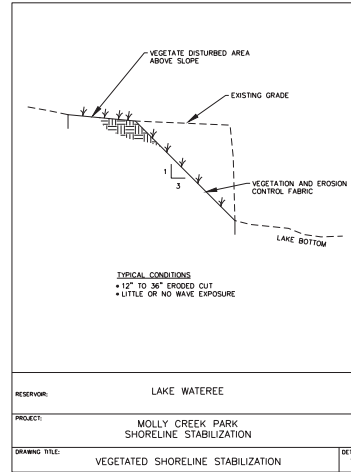 VEGETATE DISTURBED AREA
ABOVE SLOPE
EXISTING GRADE
1
3
VEGETATION AND EROSION
CONTROL FABRIC
LAKE BOTTOM
TYPICAL CONDITIONS
• 12" TO 36" ERODED CUT
• LITTLE OR NO WAVE EXPOSURE
RESERVOIR: LAKE WATEREE
PROJECT: MOLLY CREEK PARK
SHORELINE STABILIZATION
DRAWING TITLE: VEGETATED SHORELINE STABILIZATION
DET